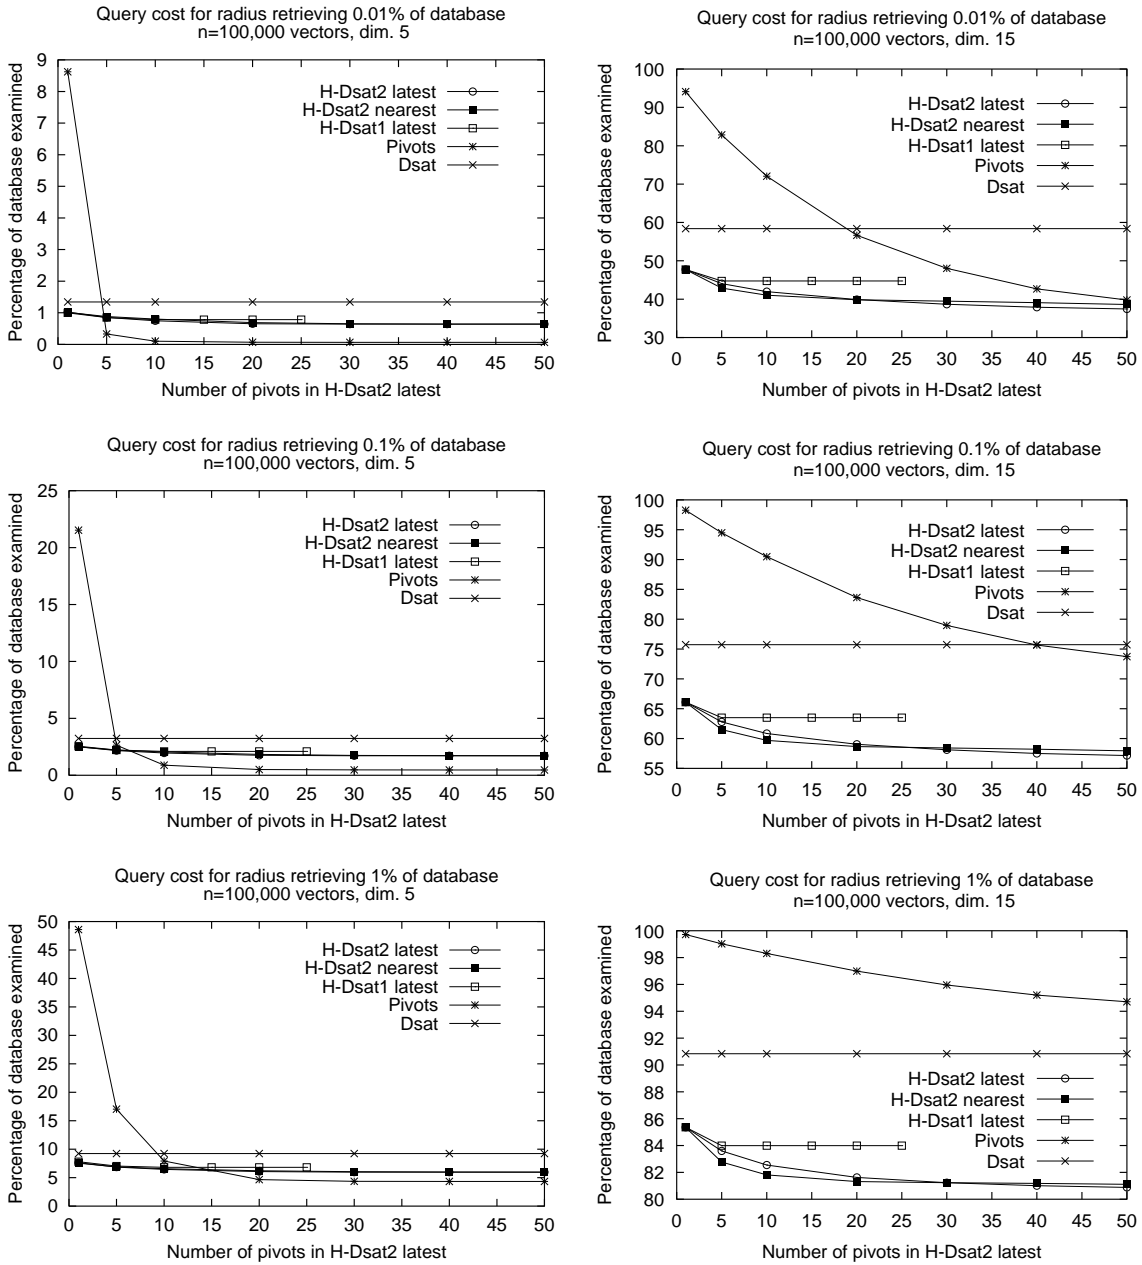 Query cost for radius retrieving 0.01% of database
n=100,000 vectors, dim. 5
Percentage of database examined
9
8
7
6
5
4
3
2
1
0
H-Dsat2 latest
H-Dsat2 nearest
H-Dsat1 latest
Pivots
Dsat
0 5 10 15 20 25 30 35 40 45 50
Number of pivots in H-Dsat2 latest
Query cost for radius retrieving 0.01% of database
n=100,000 vectors, dim. 15
Percentage of database examined
100
90
80
70
60
50
40
30
H-Dsat2 latest
H-Dsat2 nearest
H-Dsat1 latest
Pivots
Dsat
0 5 10 15 20 25 30 35 40 45 50
Number of pivots in H-Dsat2 latest
Query cost for radius retrieving 0.1% of database
n=100,000 vectors, dim. 5
Percentage of database examined
25
20
15
10
5
0
H-Dsat2 latest
H-Dsat2 nearest
H-Dsat1 latest
Pivots
Dsat
0 5 10 15 20 25 30 35 40 45 50
Number of pivots in H-Dsat2 latest
Query cost for radius retrieving 0.1% of database
n=100,000 vectors, dim. 15
Percentage of database examined
100
95
90
85
80
75
70
65
60
55
H-Dsat2 latest
H-Dsat2 nearest
H-Dsat1 latest
Pivots
Dsat
0 5 10 15 20 25 30 35 40 45 50
Number of pivots in H-Dsat2 latest
Query cost for radius retrieving 1% of database
n=100,000 vectors, dim. 5
Percentage of database examined
50
45
40
35
30
25
20
15
10
5
0
H-Dsat2 latest
H-Dsat2 nearest
H-Dsat1 latest
Pivots
Dsat
0 5 10 15 20 25 30 35 40 45 50
Number of pivots in H-Dsat2 latest
Query cost for radius retrieving 1% of database
n=100,000 vectors, dim. 15
Percentage of database examined
100
98
96
94
92
90
88
86
84
82
80
H-Dsat2 latest
H-Dsat2 nearest
H-Dsat1 latest
Pivots
Dsat
0 5 10 15 20 25 30 35 40 45 50
Number of pivots in H-Dsat2 latest